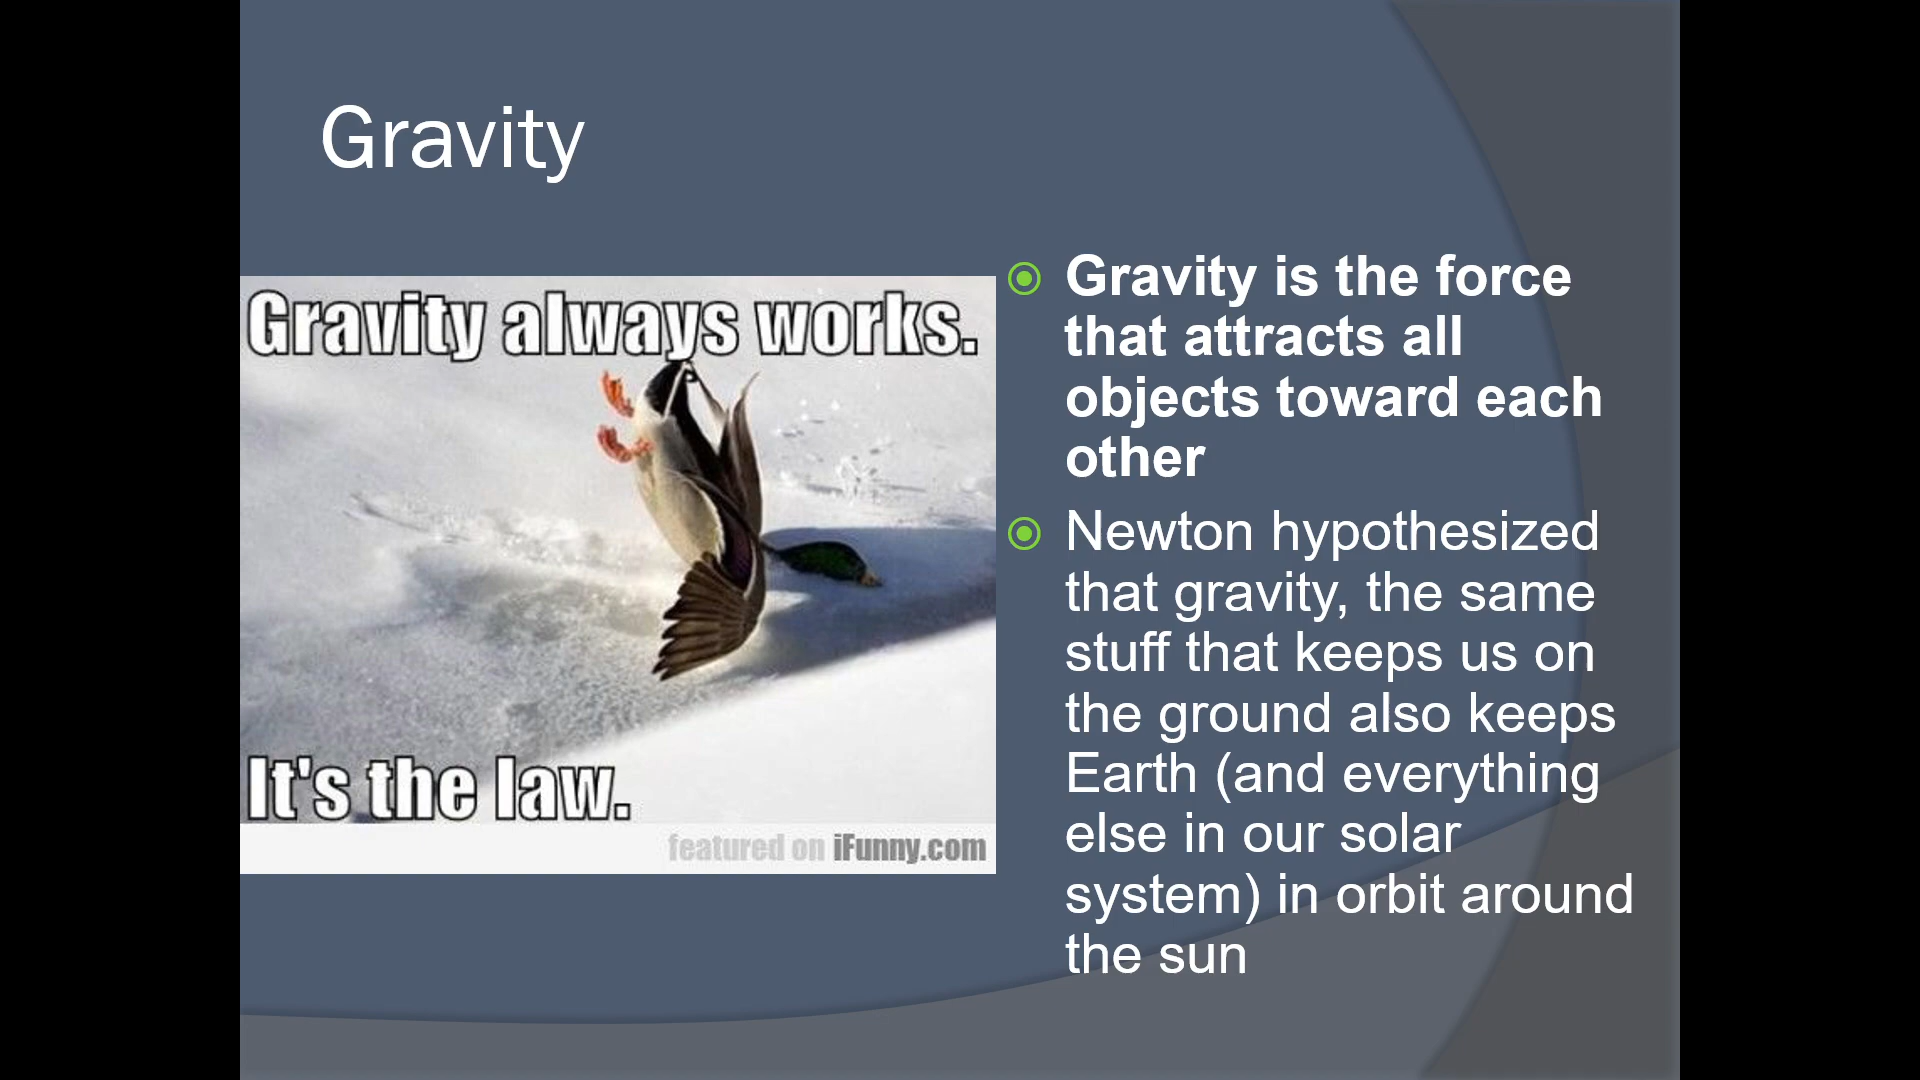 Gravity
Gravity always works.
It's the law.
featured on iFunny.com
Gravity is the force
that attracts all
objects toward each
other
Newton hypothesized
that gravity, the same
stuff that keeps us on
the ground also keeps
Earth (and everything
else in our solar
system) in orbit around
the sun